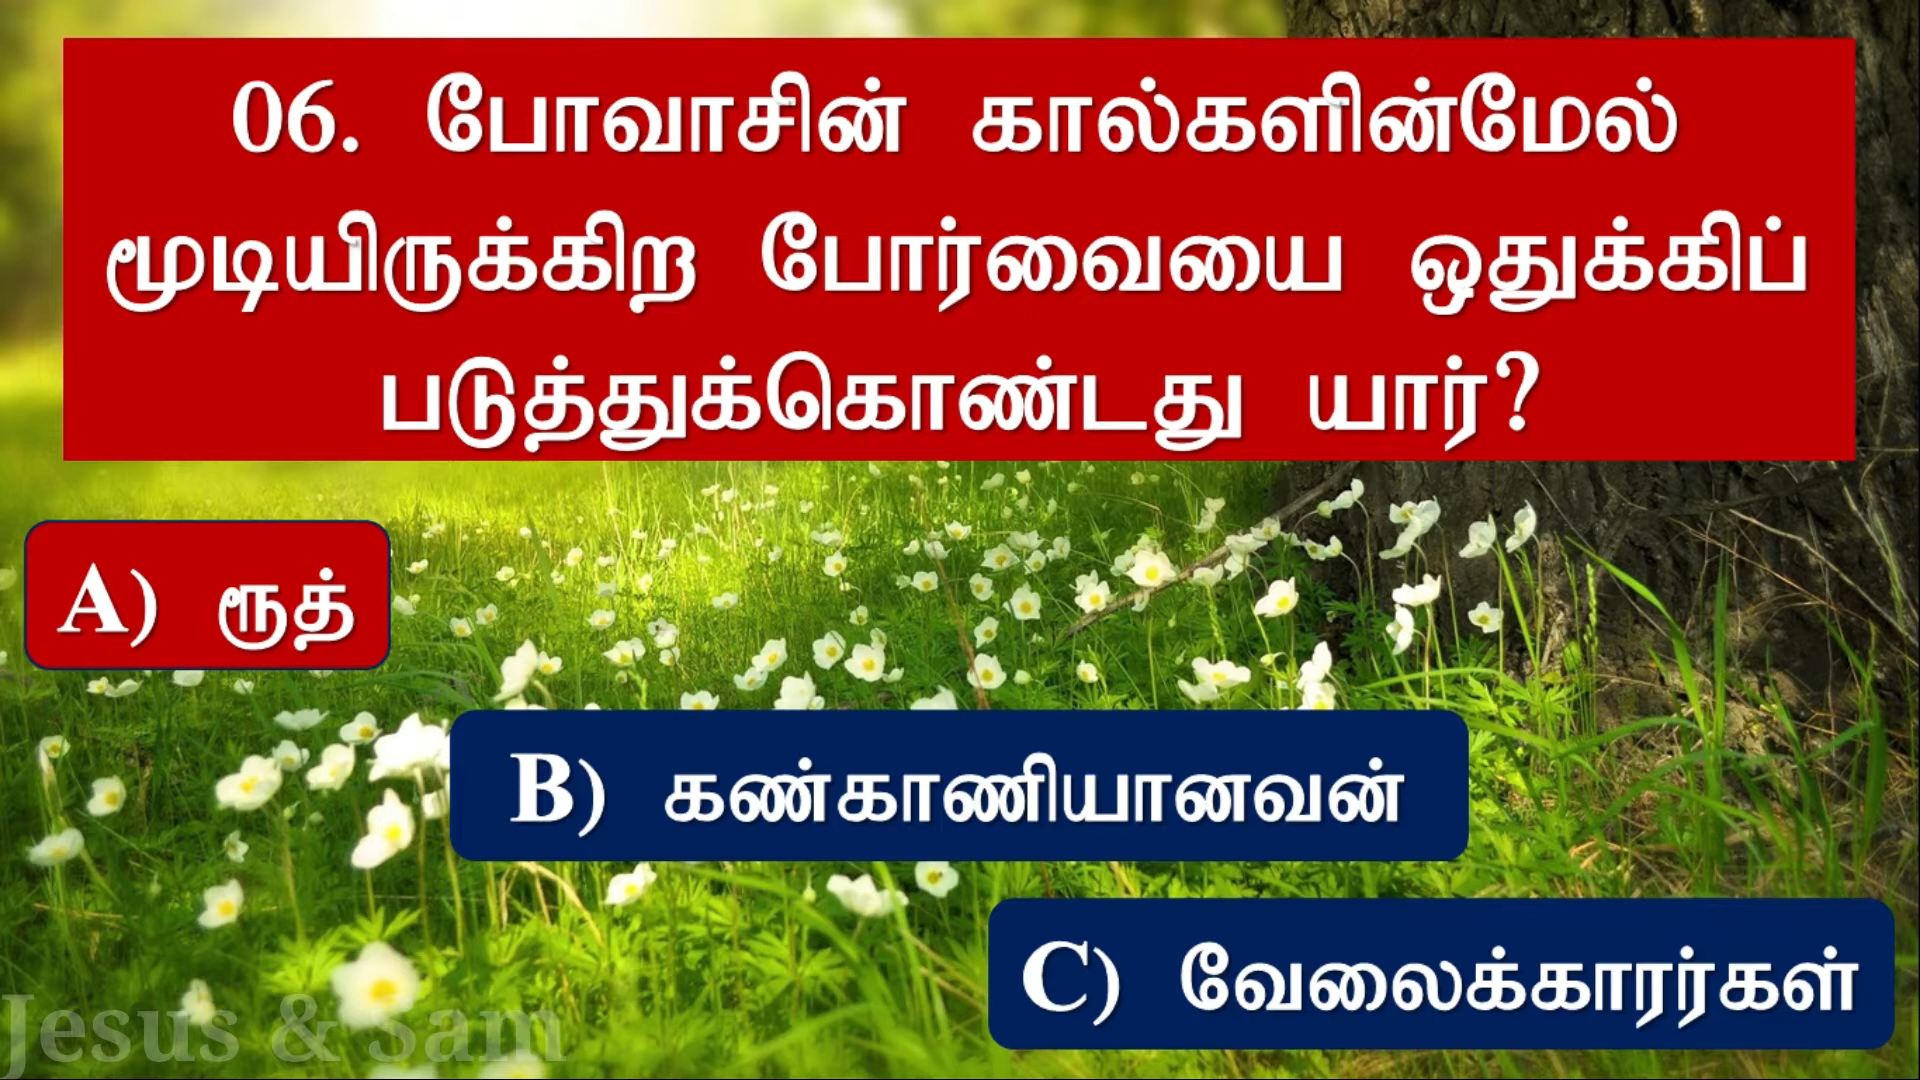 06. போவாசின் கால்களின்மேல்
மூடியிருக்கிற போர்வையை ஒதுக்கிப்
படுத்துக்கொண்டது யார்?
A) ரூத்
B) கண்காணியானவன்
C) வேலைக்காரர்கள்
Jesus & Sam